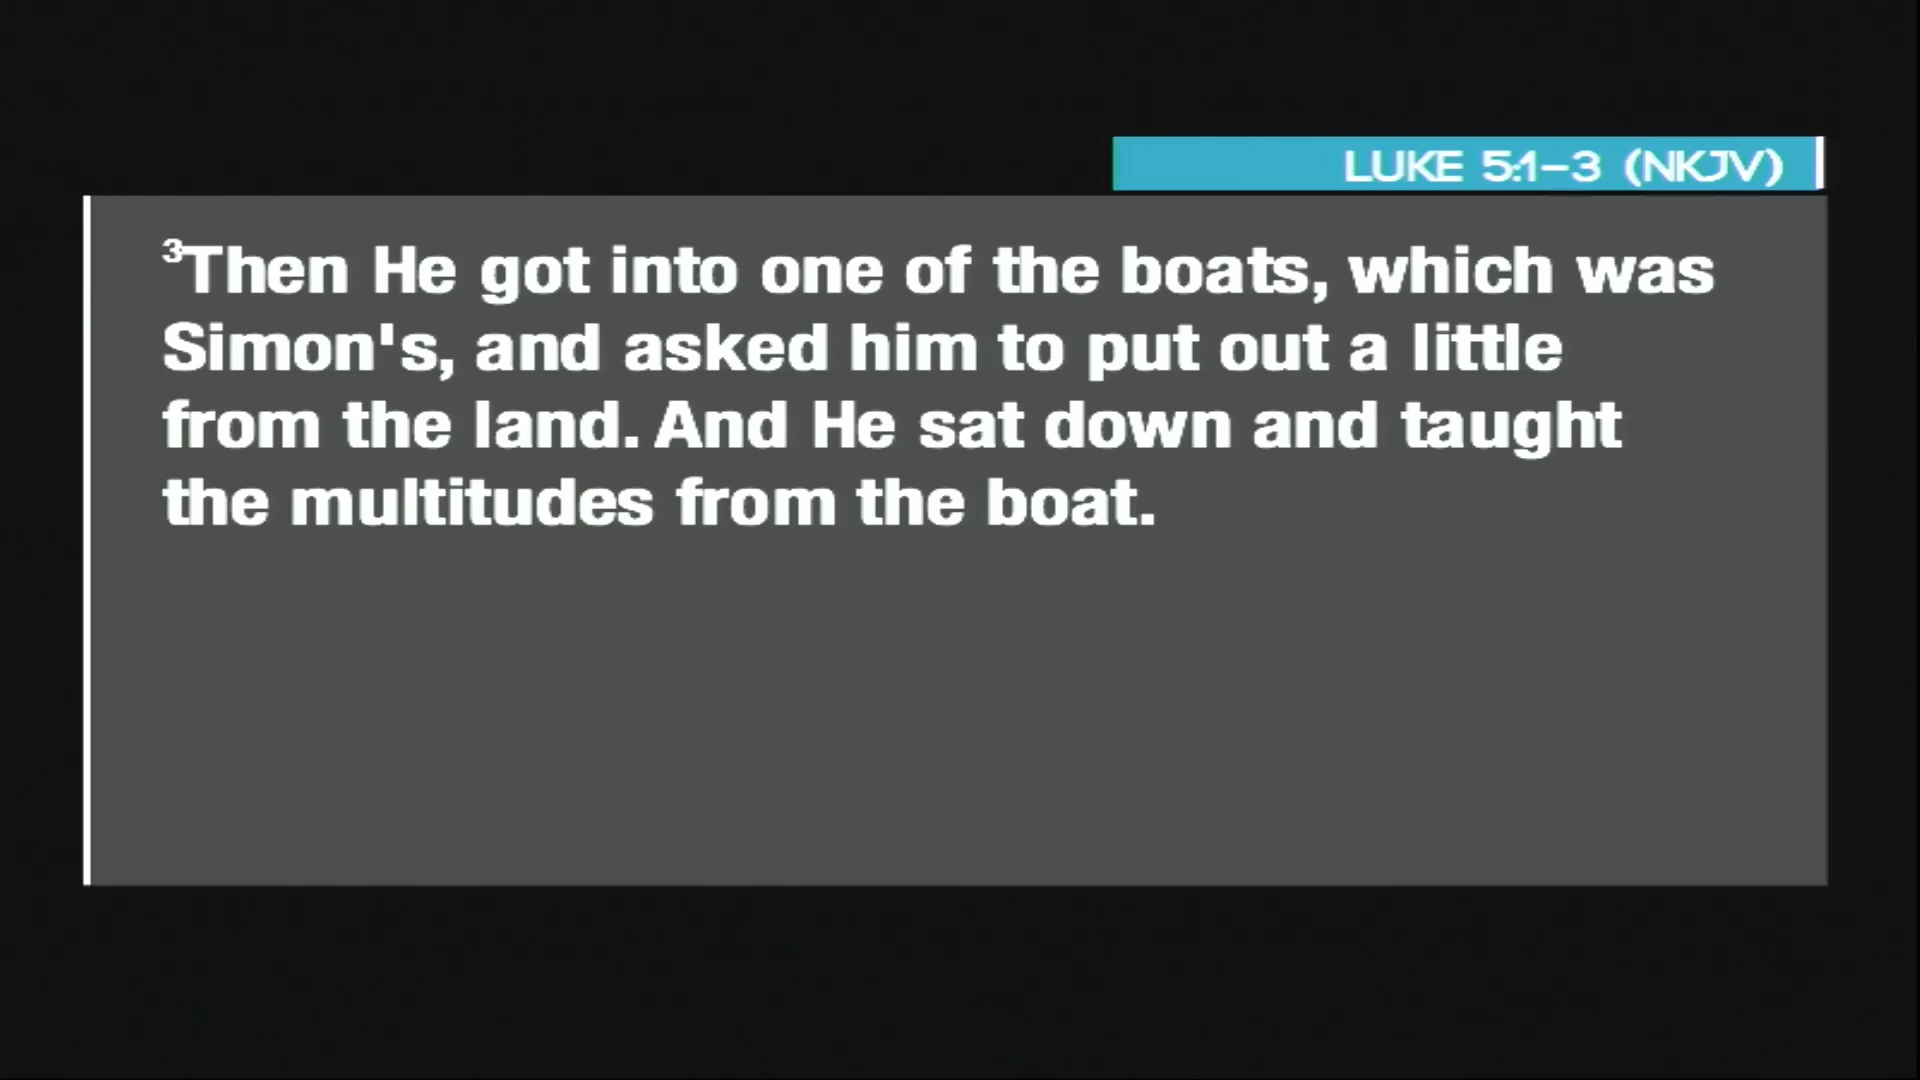 LUKE 5:1-3 (NKJV)
³Then He got into one of the boats, which was
Simon's, and asked him to put out a little
from the land. And He sat down and taught
the multitudes from the boat.